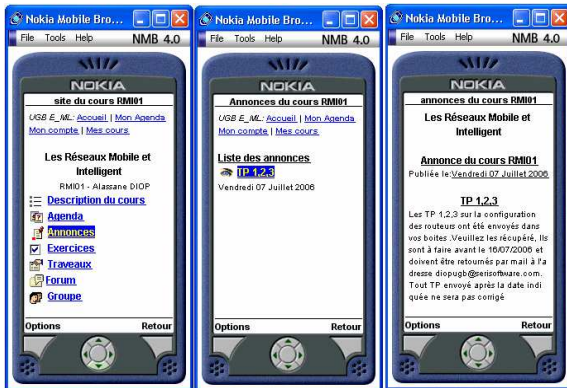 Nokia Mobile Bro...
File Tools Help NMB 4.0
NOKIA
site du cours RMI01
UGB E_ML: Accueil | Mon Agenda
Mon compte | Mes cours
Les Réseaux Mobile et
Intelligent
RMI01 - Alassane DIOP
Description du cours
Agenda
Annonces
Exercices
Traveaux
Forum
Groupe
Options Retour
Nokia Mobile Bro...
File Tools Help NMB 4.0
NOKIA
Annonces du cours RMI01
UGB E_ML: Accueil | Mon Agenda
Mon compte | Mes cours
Liste des annonces
TP 1,2,3
Vendredi 07 Juillet 2006
Options Retour
Nokia Mobile Bro...
File Tools Help NMB 4.0
NOKIA
annonces du cours RMI01
Les Réseaux Mobile et
Intelligent
Annonce du cours RMI01
Publiée le:Vendredi 07 Juillet 2006
TP 1,2,3
Les TP 1,2,3 sur la configuration
des routeurs ont été envoyés dans
vos boites .Veuillez les récupéré, Ils
sont à faire avant le 16/07/2006 et
doivent être retournés par mail à l'a
dresse diopugb@serisoftware.com.
Tout TP envoyé après la date indi
quée ne sera pas corrigé
Options Retour